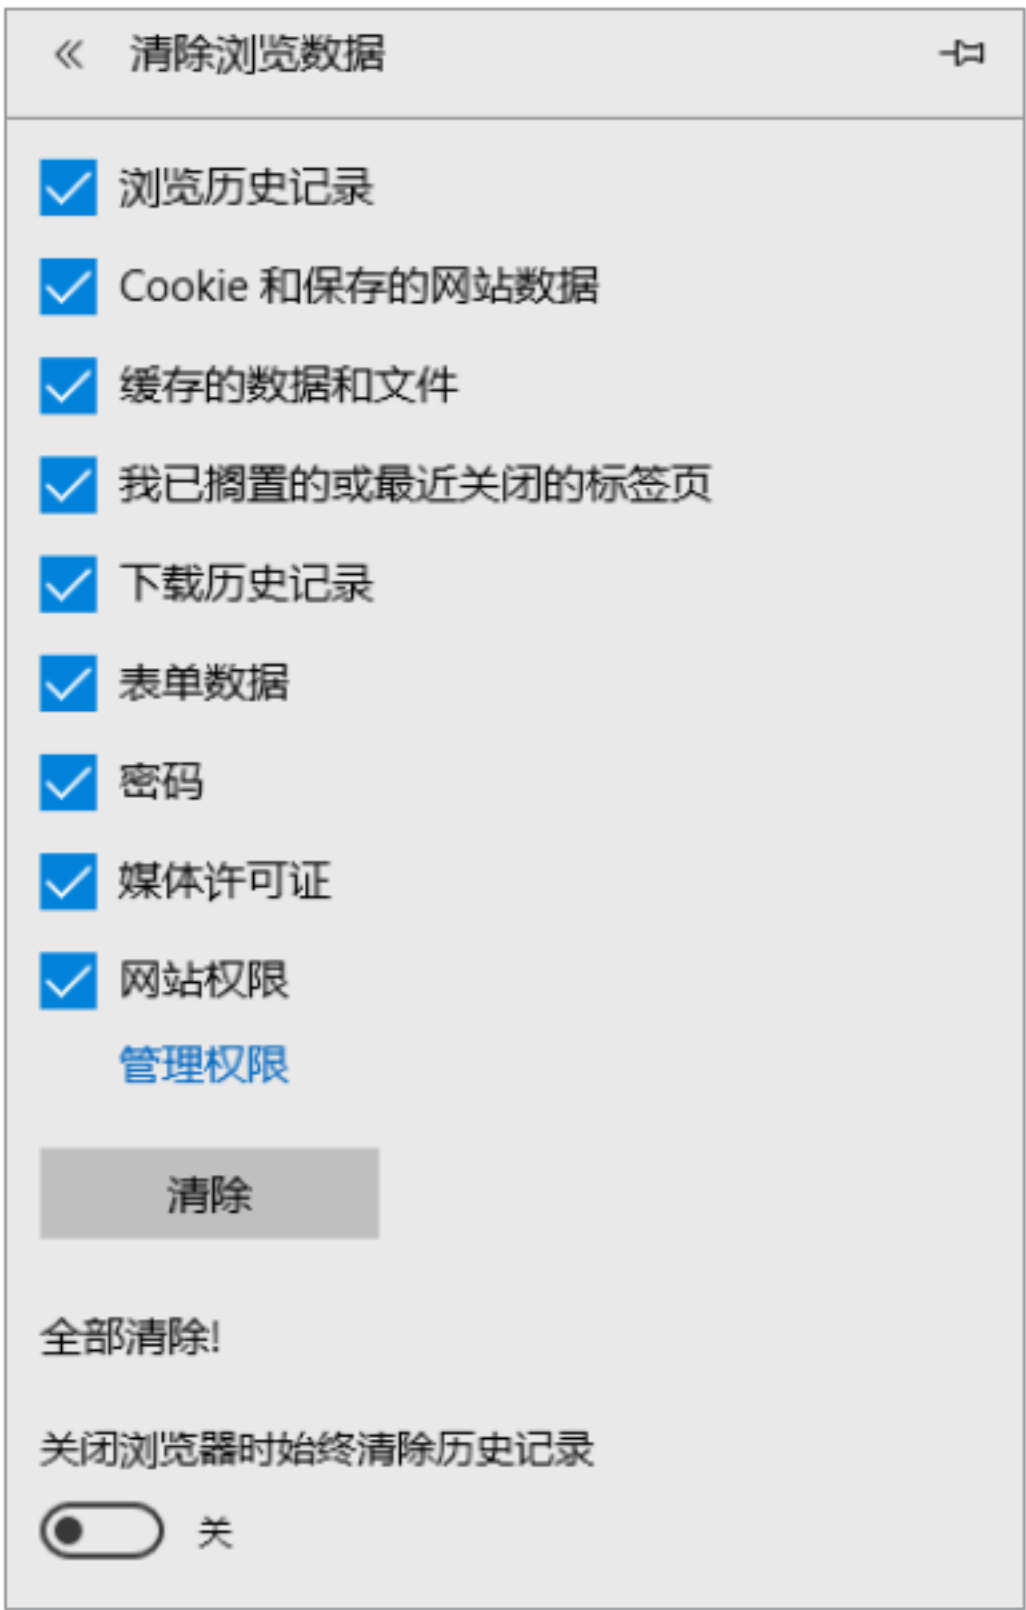 清除浏览数据
浏览历史记录
Cookie 和保存的网站数据
缓存的数据和文件
我已搁置的或最近关闭的标签页
下载历史记录
表单数据
密码
媒体许可证
网站权限
管理权限
清除
全部清除!
关闭浏览器时始终清除历史记录
关